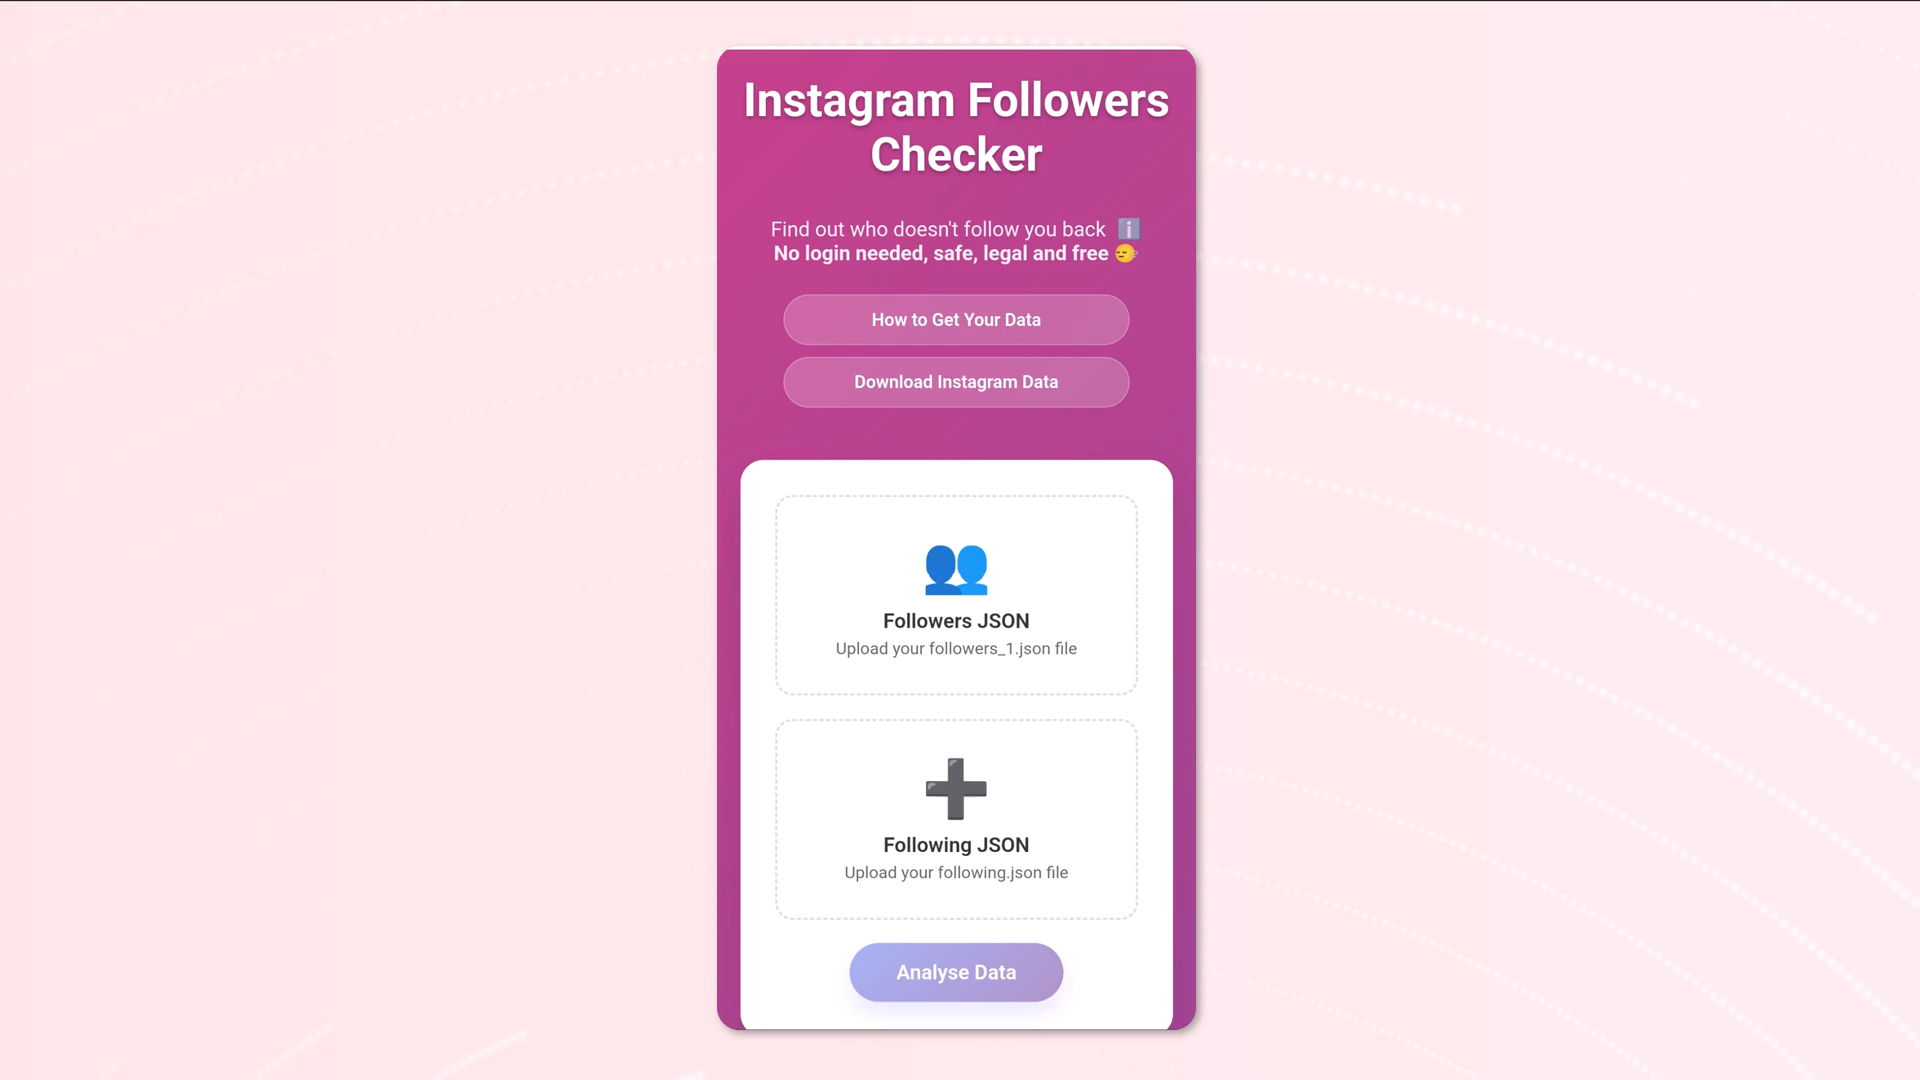 Instagram Followers
Checker
Find out who doesn't follow you back ℹ️
No login needed, safe, legal and free 😮‍💨
How to Get Your Data
Download Instagram Data
Followers JSON
Upload your followers_1.json file
Following JSON
Upload your following.json file
Analyse Data